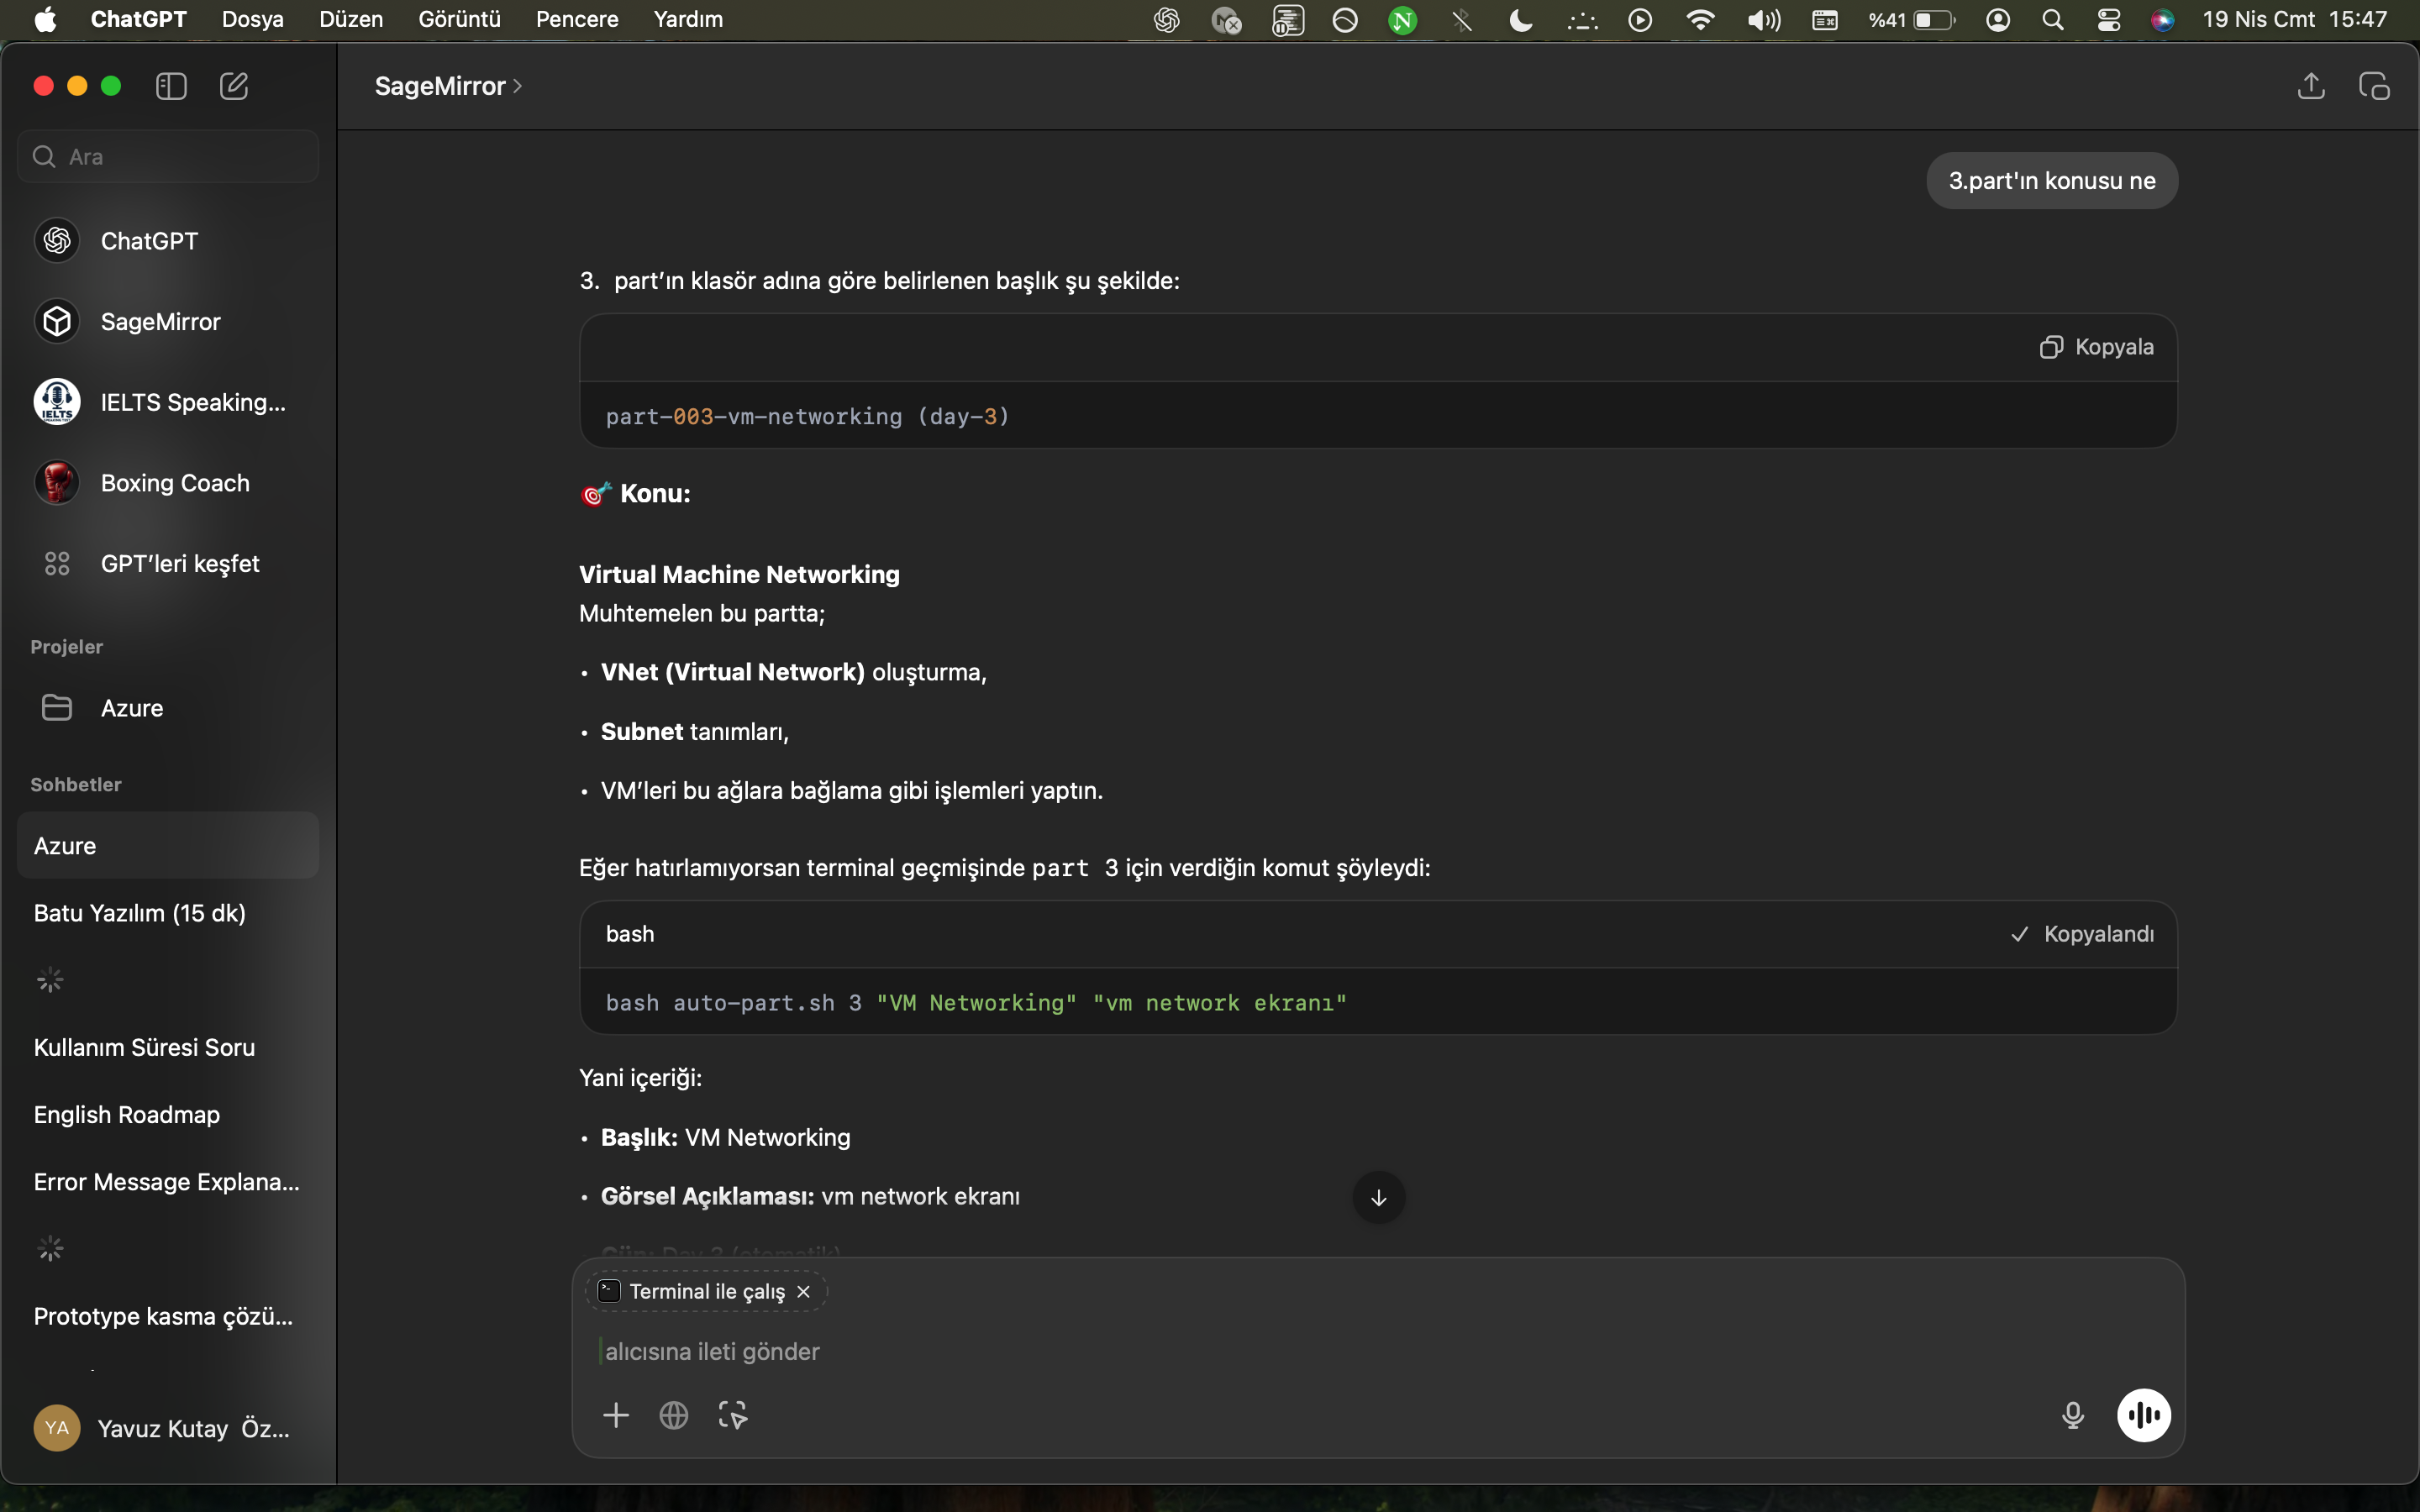 ChatGPT Dosya Düzen Görüntü Pencere Yardım %41 19 Nis Cmt 15:47
SageMirror
Ara
ChatGPT
SageMirror
IELTS Speaking...
Boxing Coach
GPT'leri keşfet
Projeler
Azure
Sohbetler
Azure
Batu Yazılım (15 dk)
Kullanım Süresi Soru
English Roadmap
Error Message Explana...
Prototype kasma çözü...
YA Yavuz Kutay Öz...
3.part'ın konusu ne
3. part'ın klasör adına göre belirlenen başlık şu şekilde:
Kopyala
part-003-vm-networking (day-3)
🎯 Konu:
Virtual Machine Networking
Muhtemelen bu partta;
• VNet (Virtual Network) oluşturma,
• Subnet tanımları,
• VM'leri bu ağlara bağlama gibi işlemleri yaptın.
Eğer hatırlamıyorsan terminal geçmişinde part 3 için verdiğin komut şöyleydi:
bash Kopyalandı
bash auto-part.sh 3 "VM Networking" "vm network ekranı"
Yani içeriği:
• Başlık: VM Networking
• Görsel Açıklaması: vm network ekranı
Gün: Day 3 (otomatik)
Terminal ile çalış
alıcısına ileti gönder